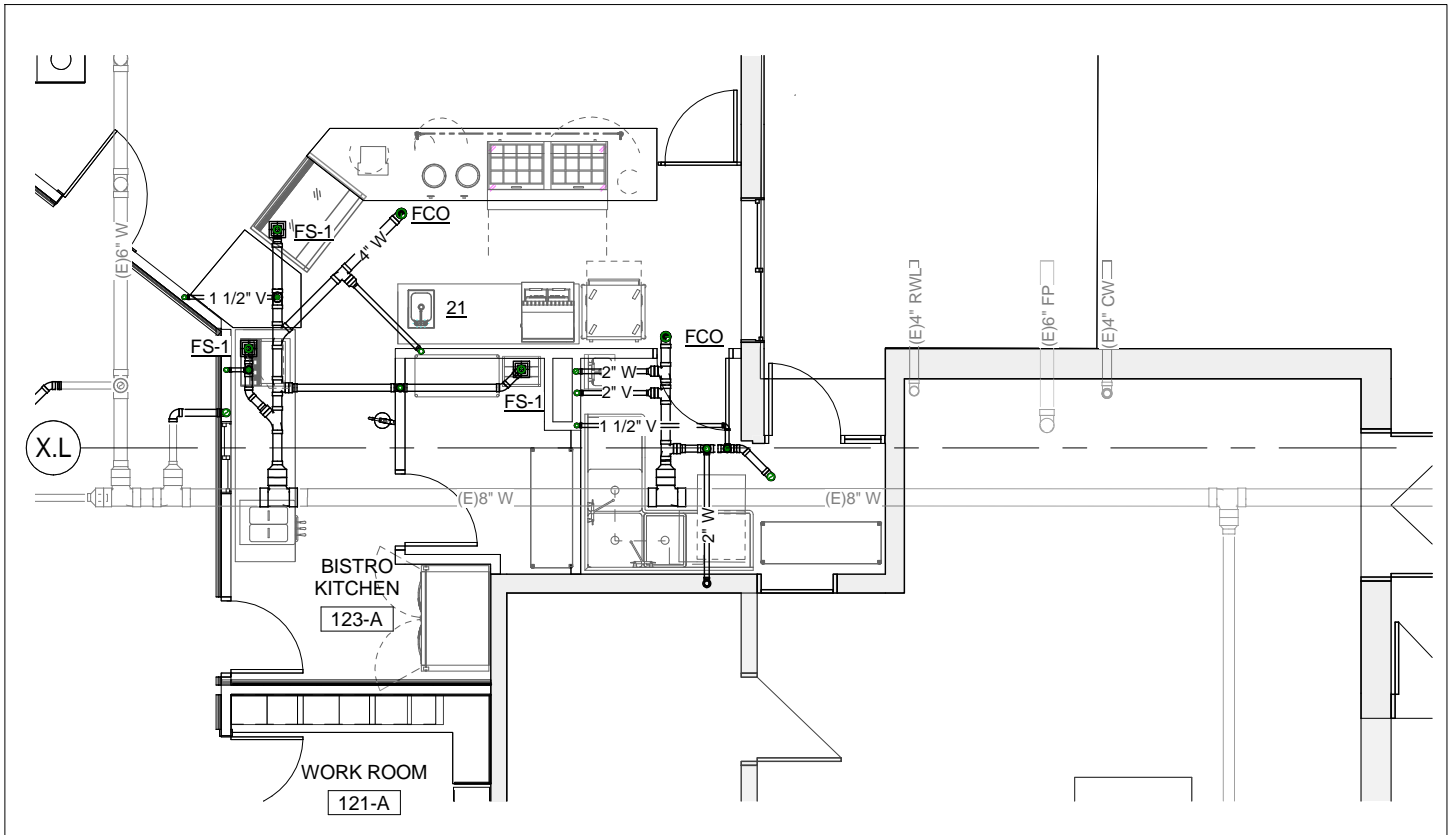 FCO
FS-1
4" W
(E)6" W
1 1/2" V
21
(E)4" RWL
(E)6" FP
(E)4" CW
FS-1
FCO
2" W
FS-1
2" V
1 1/2" V
X.L
(E)8" W
(E)8" W
2" W
BISTRO
KITCHEN
123-A
WORK ROOM
121-A